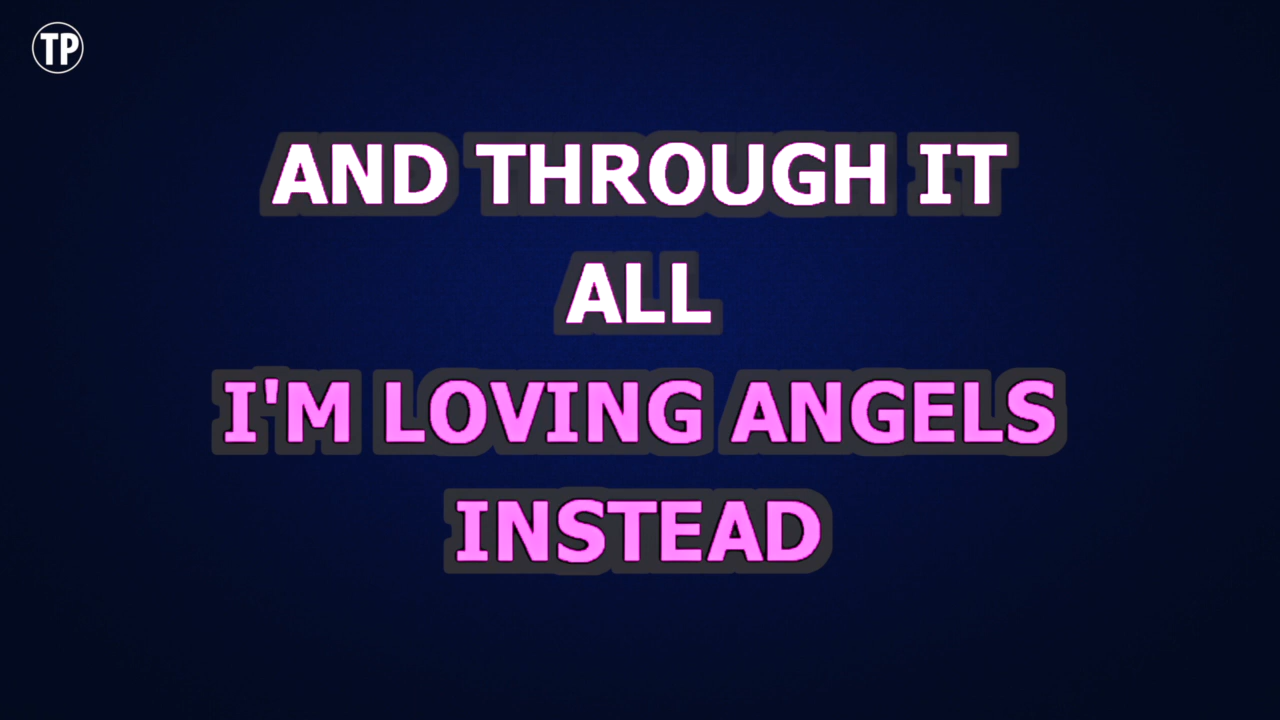 TP
AND THROUGH IT
ALL
I'M LOVING ANGELS
INSTEAD